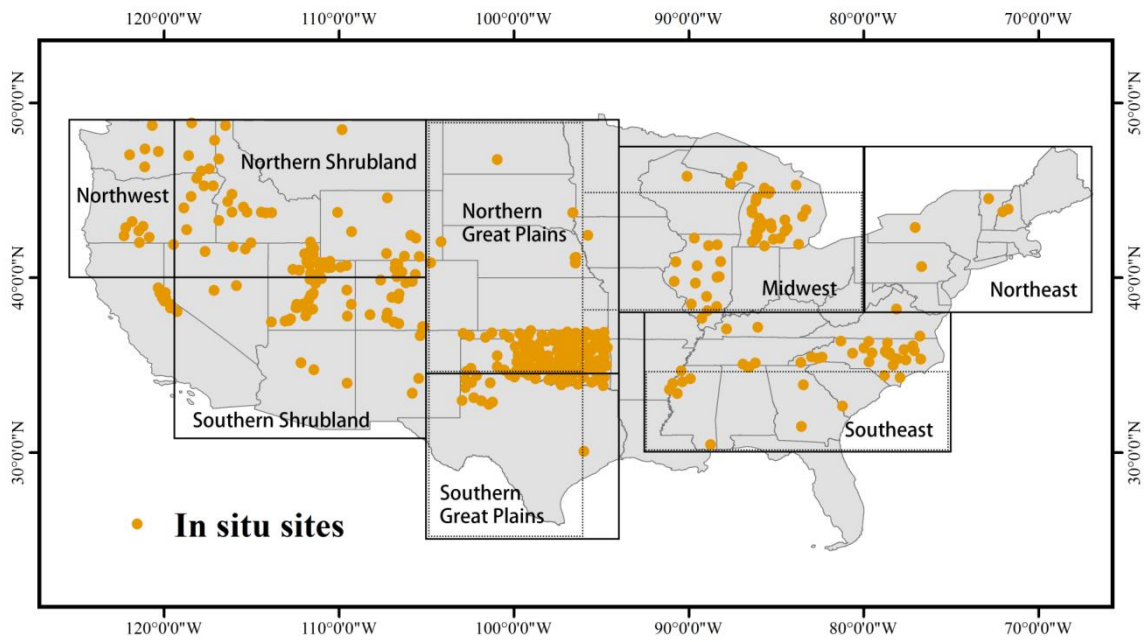 120°0'0"W 110°0'0"W 100°0'0"W 90°0'0"W 80°0'0"W 70°0'0"W
50°0'0"N 50°0'0"N
Northern Shrubland
Northwest
Northern
Great Plains
40°0'0"N 40°0'0"N
Midwest
Northeast
Southern Shrubland
Southeast
30°0'0"N 30°0'0"N
Southern
Great Plains
In situ sites
120°0'0"W 110°0'0"W 100°0'0"W 90°0'0"W 80°0'0"W 70°0'0"W